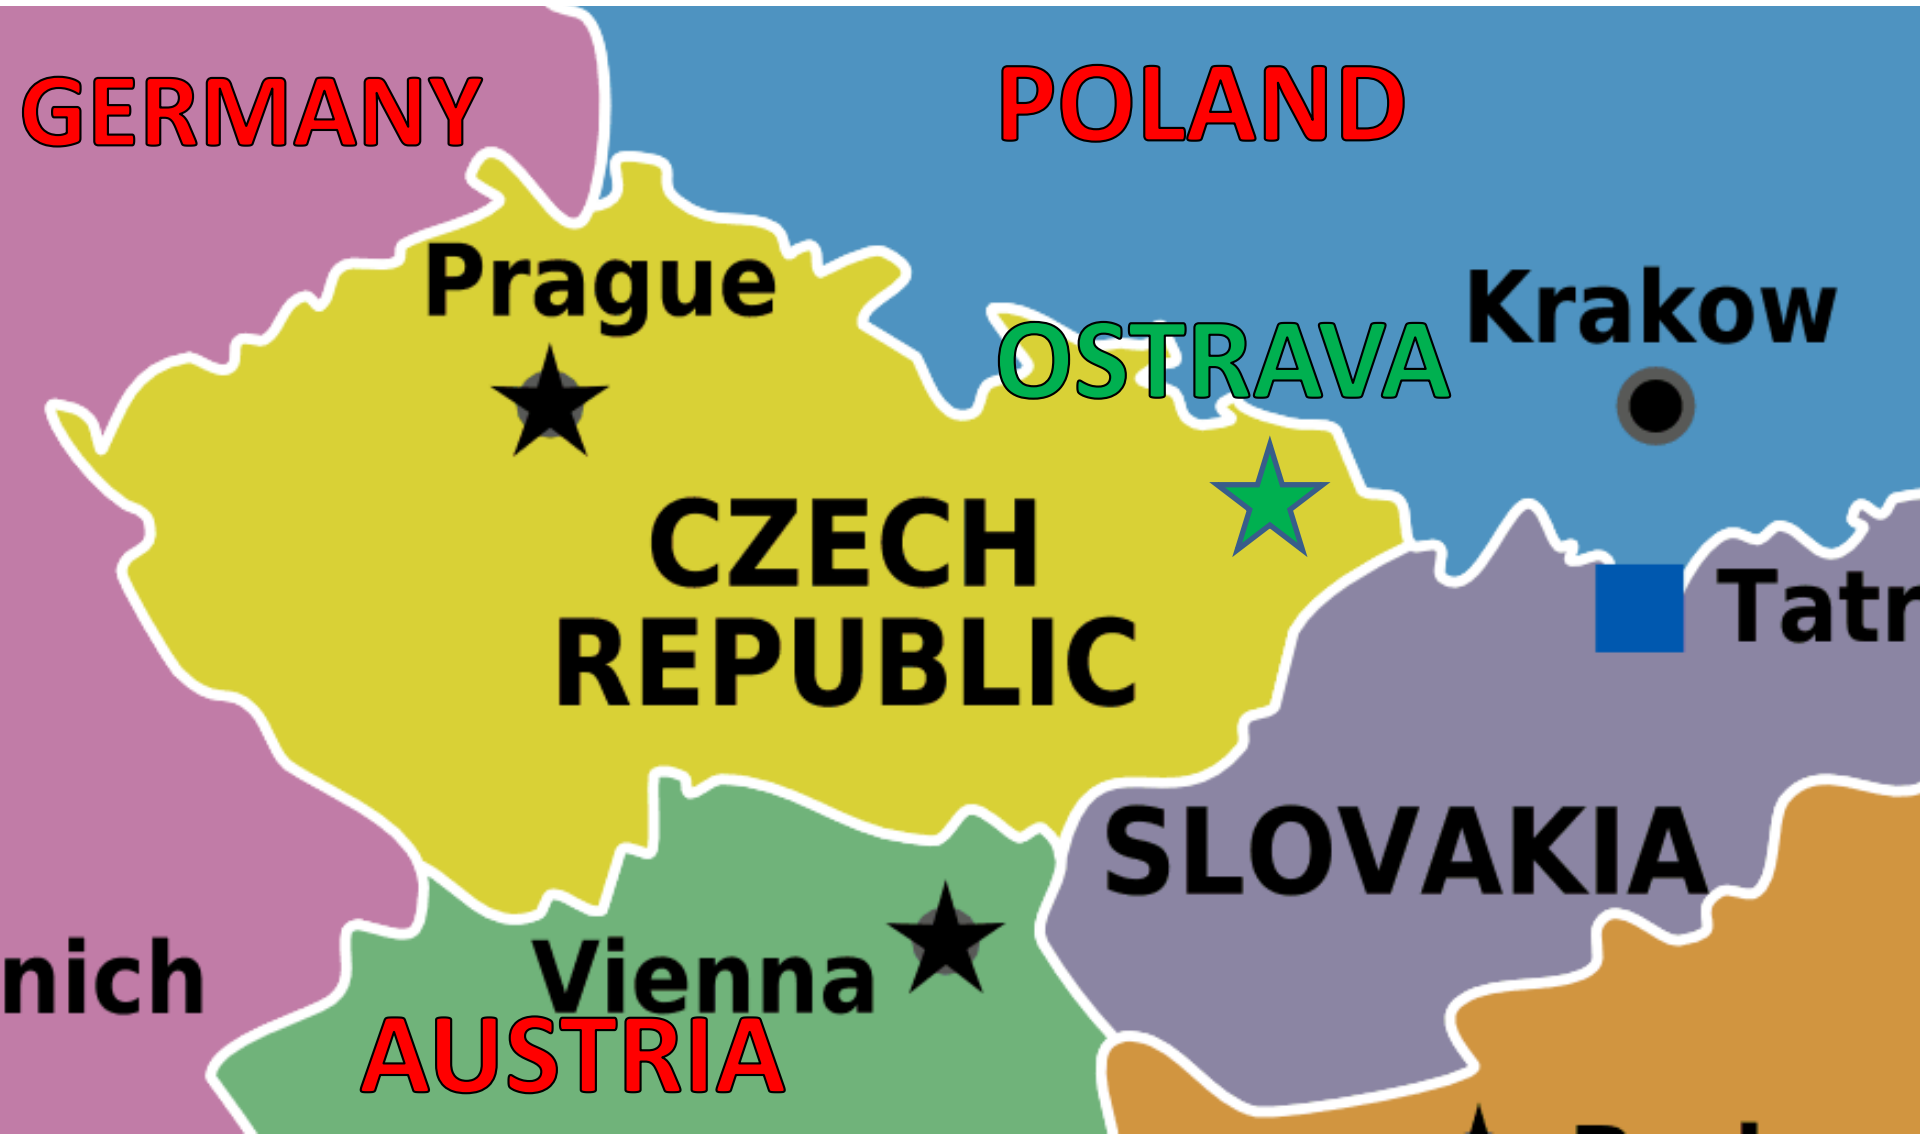 GERMANY
POLAND
Prague
Krakow
OSTRAVA
CZECH
REPUBLIC
Tatr
SLOVAKIA
nich
Vienna
AUSTRIA